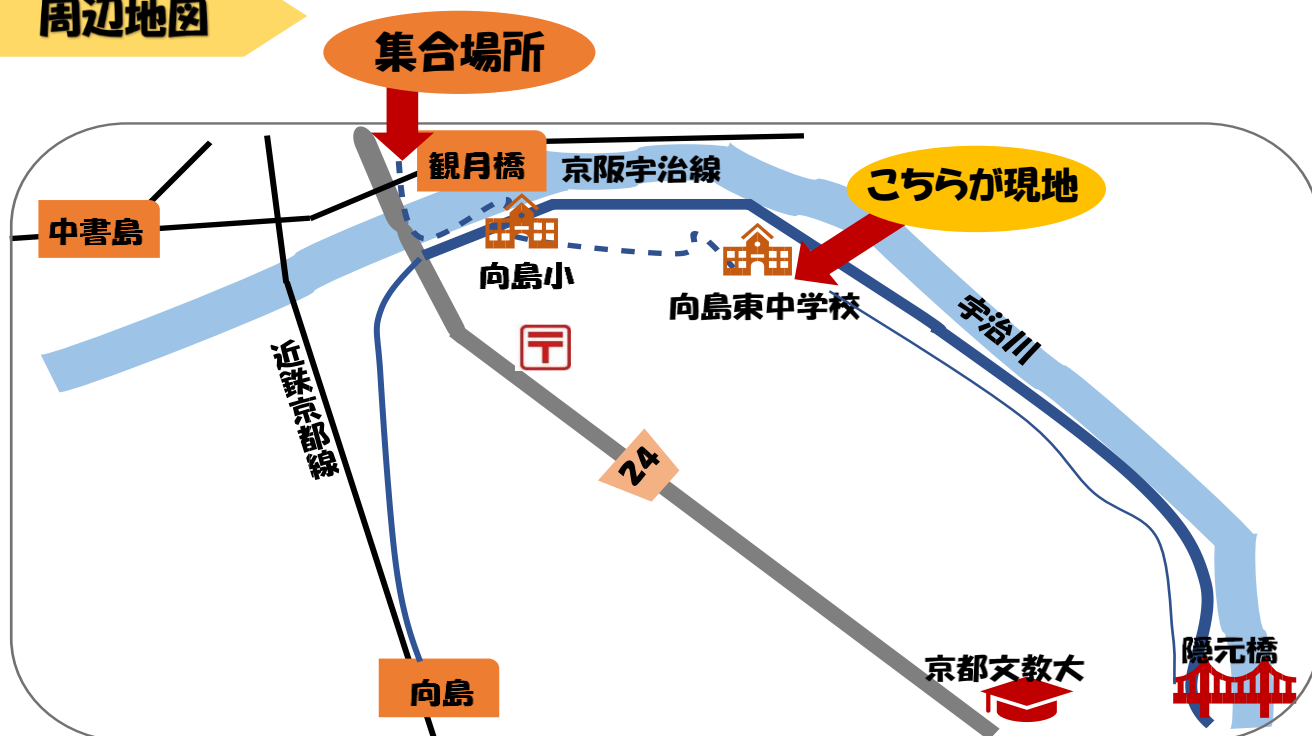 周辺地図
集合場所
観月橋
京阪宇治線
こちらが現地
中書島
向島小
向島東中学校
宇治川
〒
近鉄京都線
24
京都文教大
隠元橋
向島